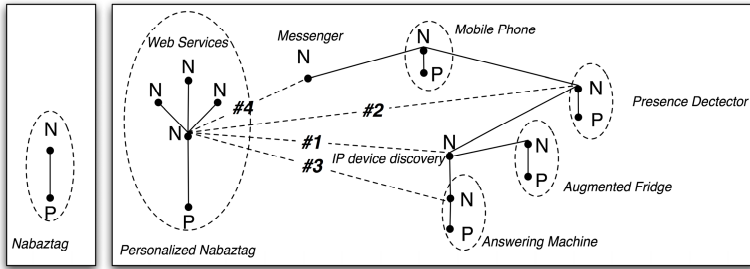 N
P
Nabaztag
Web Services
N
N
N
N
P
Personalized Nabaztag
Messenger
N
#4
#2
#1
#3
Mobile Phone
N
P
N
P
Presence Dectector
N
IP device discovery
N
P
Augmented Fridge
N
P
Answering Machine